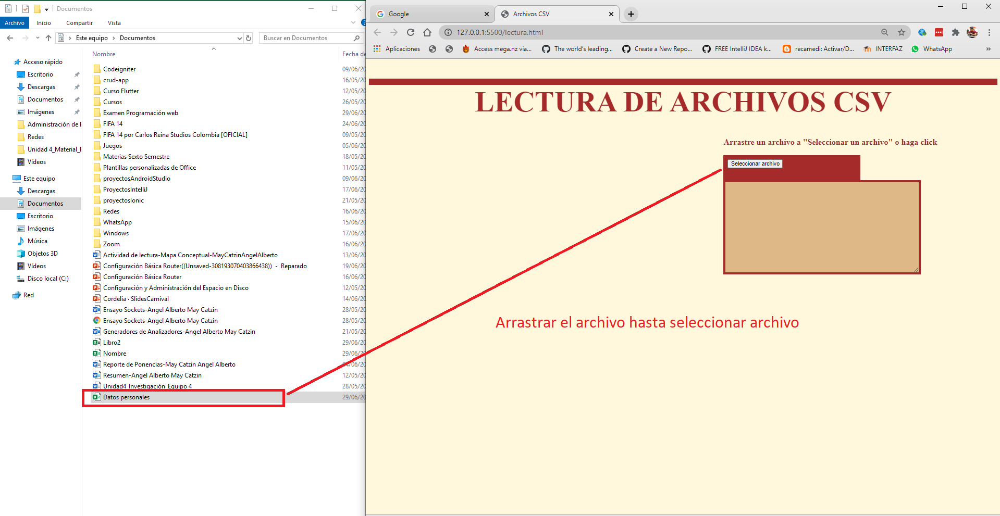 Documentos
Archivo Inicio Compartir Vista
Este equipo › Documentos
Buscar en Documentos
Nombre Fecha de
Acceso rápido
Escritorio
Descargas
Documentos
Imágenes
Administración de E
Redes
Unidad 4_Material_E
Vídeos
Este equipo
Descargas
Documentos
Escritorio
Imágenes
Música
Objetos 3D
Vídeos
Disco local (C:)
Red
Codeigniter 09/06/20
crud-app 16/05/20
Curso Flutter 12/05/20
Cursos 26/05/20
Examen Programación web 29/06/20
FIFA 14 24/06/20
FIFA 14 por Carlos Reina Studios Colombia [OFICIAL] 09/05/20
Juegos 05/06/20
Materias Sexto Semestre 18/05/20
Plantillas personalizadas de Office 11/05/20
proyectosAndroidStudio 09/06/20
ProyectosIntelliJ 17/06/20
proyectosIonic 21/05/20
Redes 16/06/20
WhatsApp 15/06/20
Windows 17/06/20
Zoom 16/06/20
Actividad de lectura-Mapa Conceptual-MayCatzinAngelAlberto 13/06/20
Configuración Básica Router((Unsaved-308193070403866438)) - Reparado 19/06/20
Configuración Básica Router 16/06/20
Configuración y Administración del Espacio en Disco 12/05/20
Cordelia · SlidesCarnival 14/06/20
Ensayo Sockets-Angel Alberto May Catzin 28/05/20
Ensayo Sockets-Angel Alberto May Catzin 28/05/20
Generadores de Analizadores-Angel Alberto May Catzin 21/05/20
Libro2 29/06/20
Nombre 29/06/20
Reporte de Ponencias-May Catzin Angel Alberto 04/06/20
Resumen-Angel Alberto May Catzin 12/05/20
Unidad4_Investigación_Equipo 4 28/05/20
Datos personales 29/06/20
Google
Archivos CSV
127.0.0.1:5500/lectura.html
Aplicaciones
Access mega.nz via...
The world's leading...
Create a New Repo...
FREE IntelliJ IDEA k...
recamedi: Activar/D...
INTERFAZ
WhatsApp
LECTURA DE ARCHIVOS CSV
Arrastre un archivo a "Seleccionar un archivo" o haga click
Seleccionar archivo
Arrastrar el archivo hasta seleccionar archivo